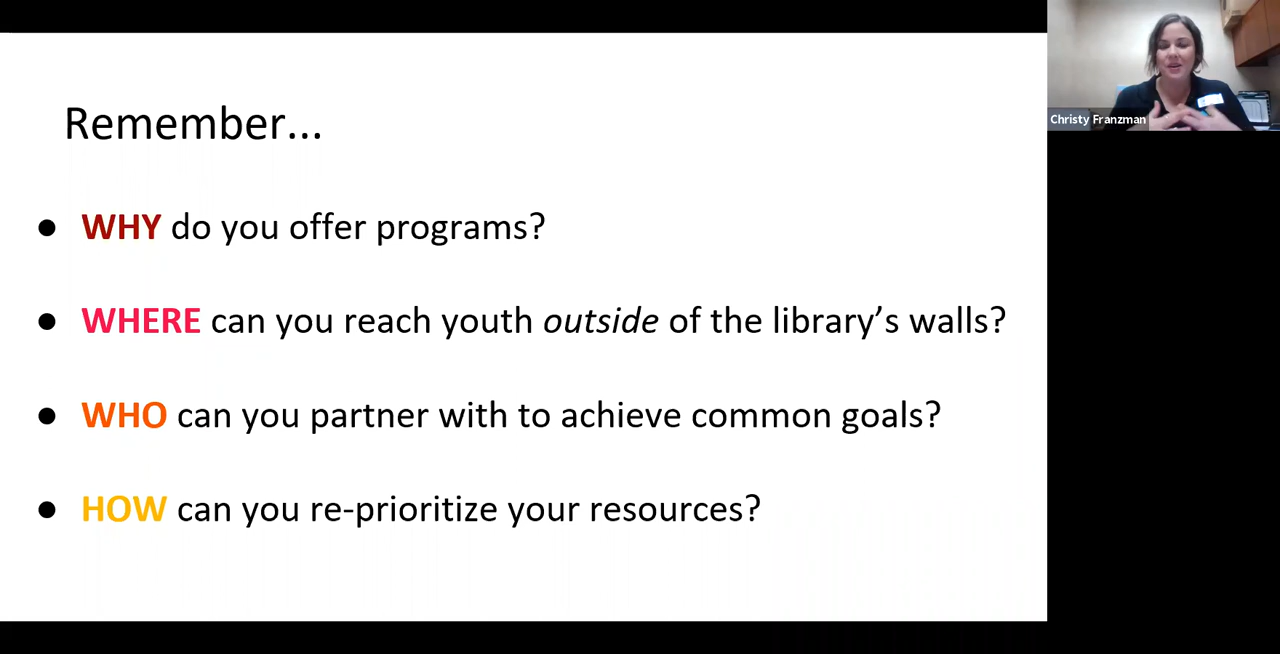 Remember...
● WHY do you offer programs?
● WHERE can you reach youth outside of the library’s walls?
● WHO can you partner with to achieve common goals?
● HOW can you re-prioritize your resources?
Christy Franzman